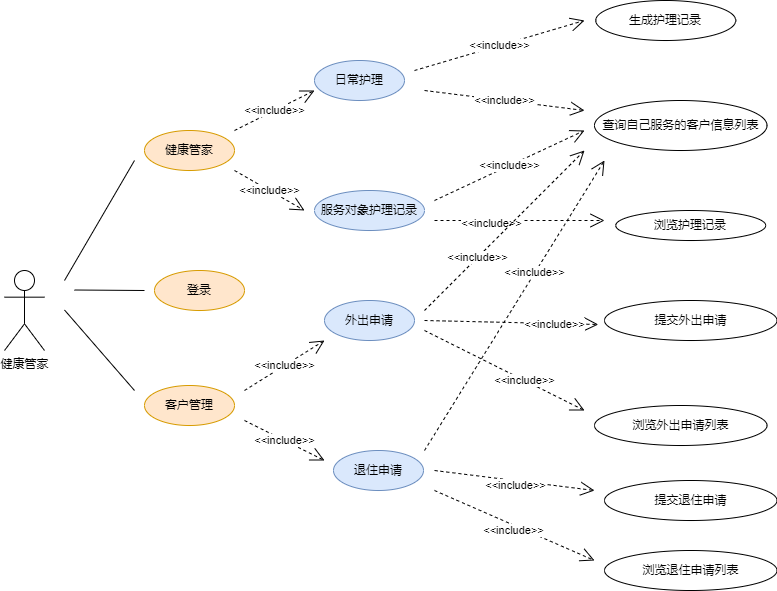 生成护理记录
<<include>>
日常护理
<<include>>
<<include>>
查询自己服务的客户信息列表
健康管家
<<include>>
<<include>>
服务对象护理记录
<<include>>
浏览护理记录
<<include>>
<<include>>
登录
健康管家
外出申请
<<include>>
提交外出申请
<<include>>
<<include>>
客户管理
浏览外出申请列表
<<include>>
退住申请
<<include>>
提交退住申请
<<include>>
浏览退住申请列表